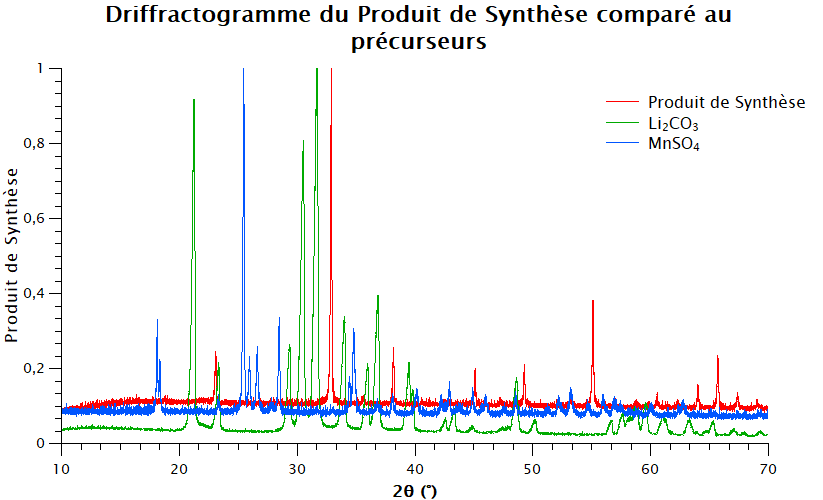 Driffractogramme du Produit de Synthèse comparé au
précurseurs
Produit de Synthèse
Li₂CO₃
MnSO₄
Produit de Synthèse
1
0,8
0,6
0,4
0,2
0
10
20
30
40
50
60
70
2θ (°)